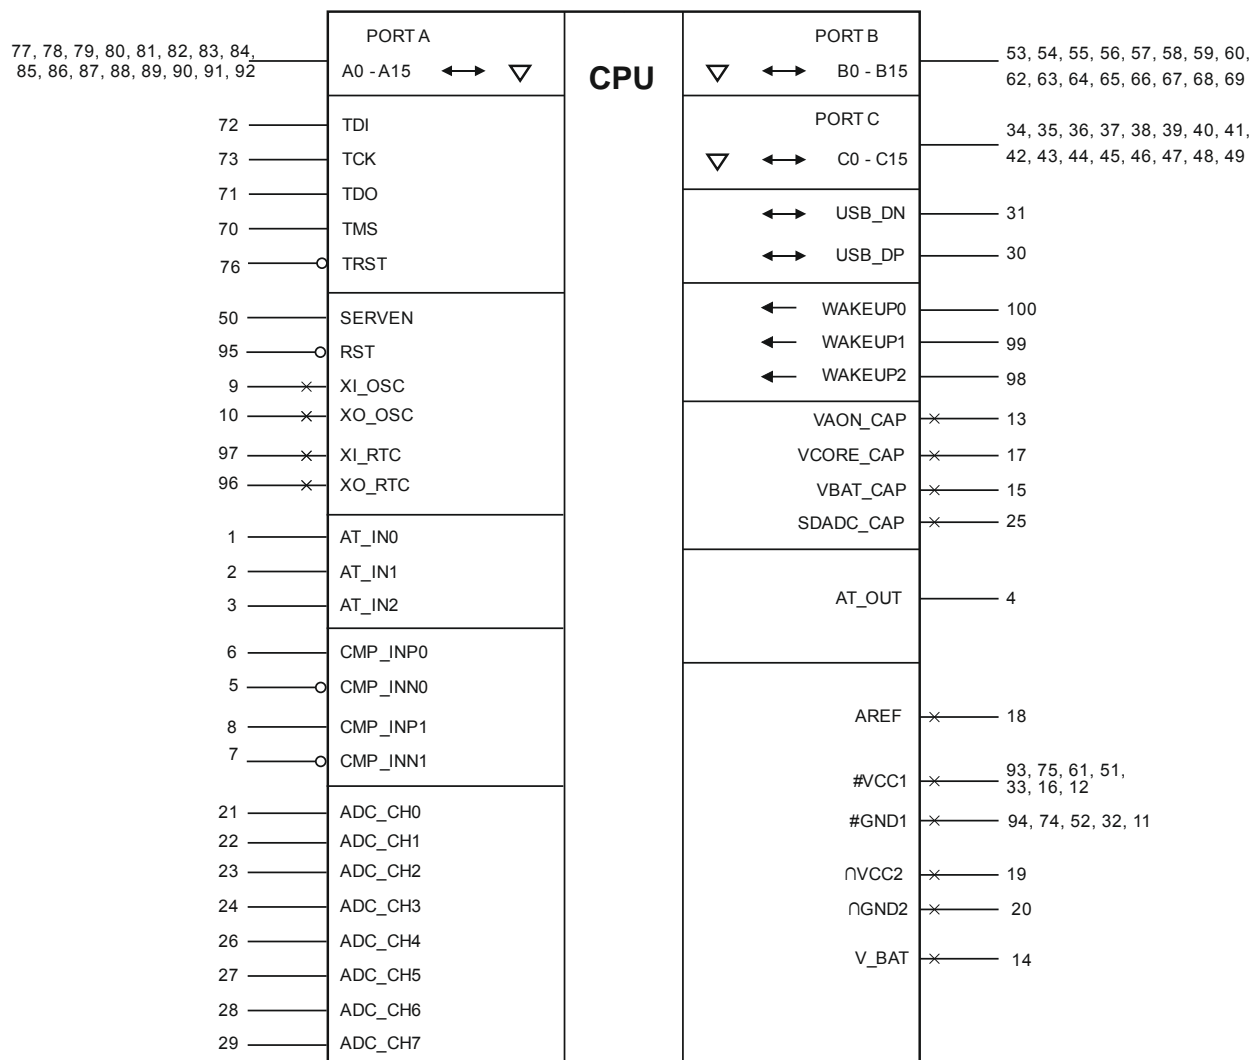 PORT A
77, 78, 79, 80, 81, 82, 83, 84,
85, 86, 87, 88, 89, 90, 91, 92
A0 - A15
72 TDI
73 TCK
71 TDO
70 TMS
76 TRST
50 SERVEN
95 RST
9 XI_OSC
10 XO_OSC
97 XI_RTC
96 XO_RTC
1 AT_IN0
2 AT_IN1
3 AT_IN2
6 CMP_INP0
5 CMP_INN0
8 CMP_INP1
7 CMP_INN1
21 ADC_CH0
22 ADC_CH1
23 ADC_CH2
24 ADC_CH3
26 ADC_CH4
27 ADC_CH5
28 ADC_CH6
29 ADC_CH7
CPU
PORT B
B0 - B15
53, 54, 55, 56, 57, 58, 59, 60,
62, 63, 64, 65, 66, 67, 68, 69
PORT C
C0 - C15
34, 35, 36, 37, 38, 39, 40, 41,
42, 43, 44, 45, 46, 47, 48, 49
USB_DN 31
USB_DP 30
WAKEUP0 100
WAKEUP1 99
WAKEUP2 98
VAON_CAP 13
VCORE_CAP 17
VBAT_CAP 15
SDADC_CAP 25
AT_OUT 4
AREF 18
#VCC1 93, 75, 61, 51,
33, 16, 12
#GND1 94, 74, 52, 32, 11
∩VCC2 19
∩GND2 20
V_BAT 14